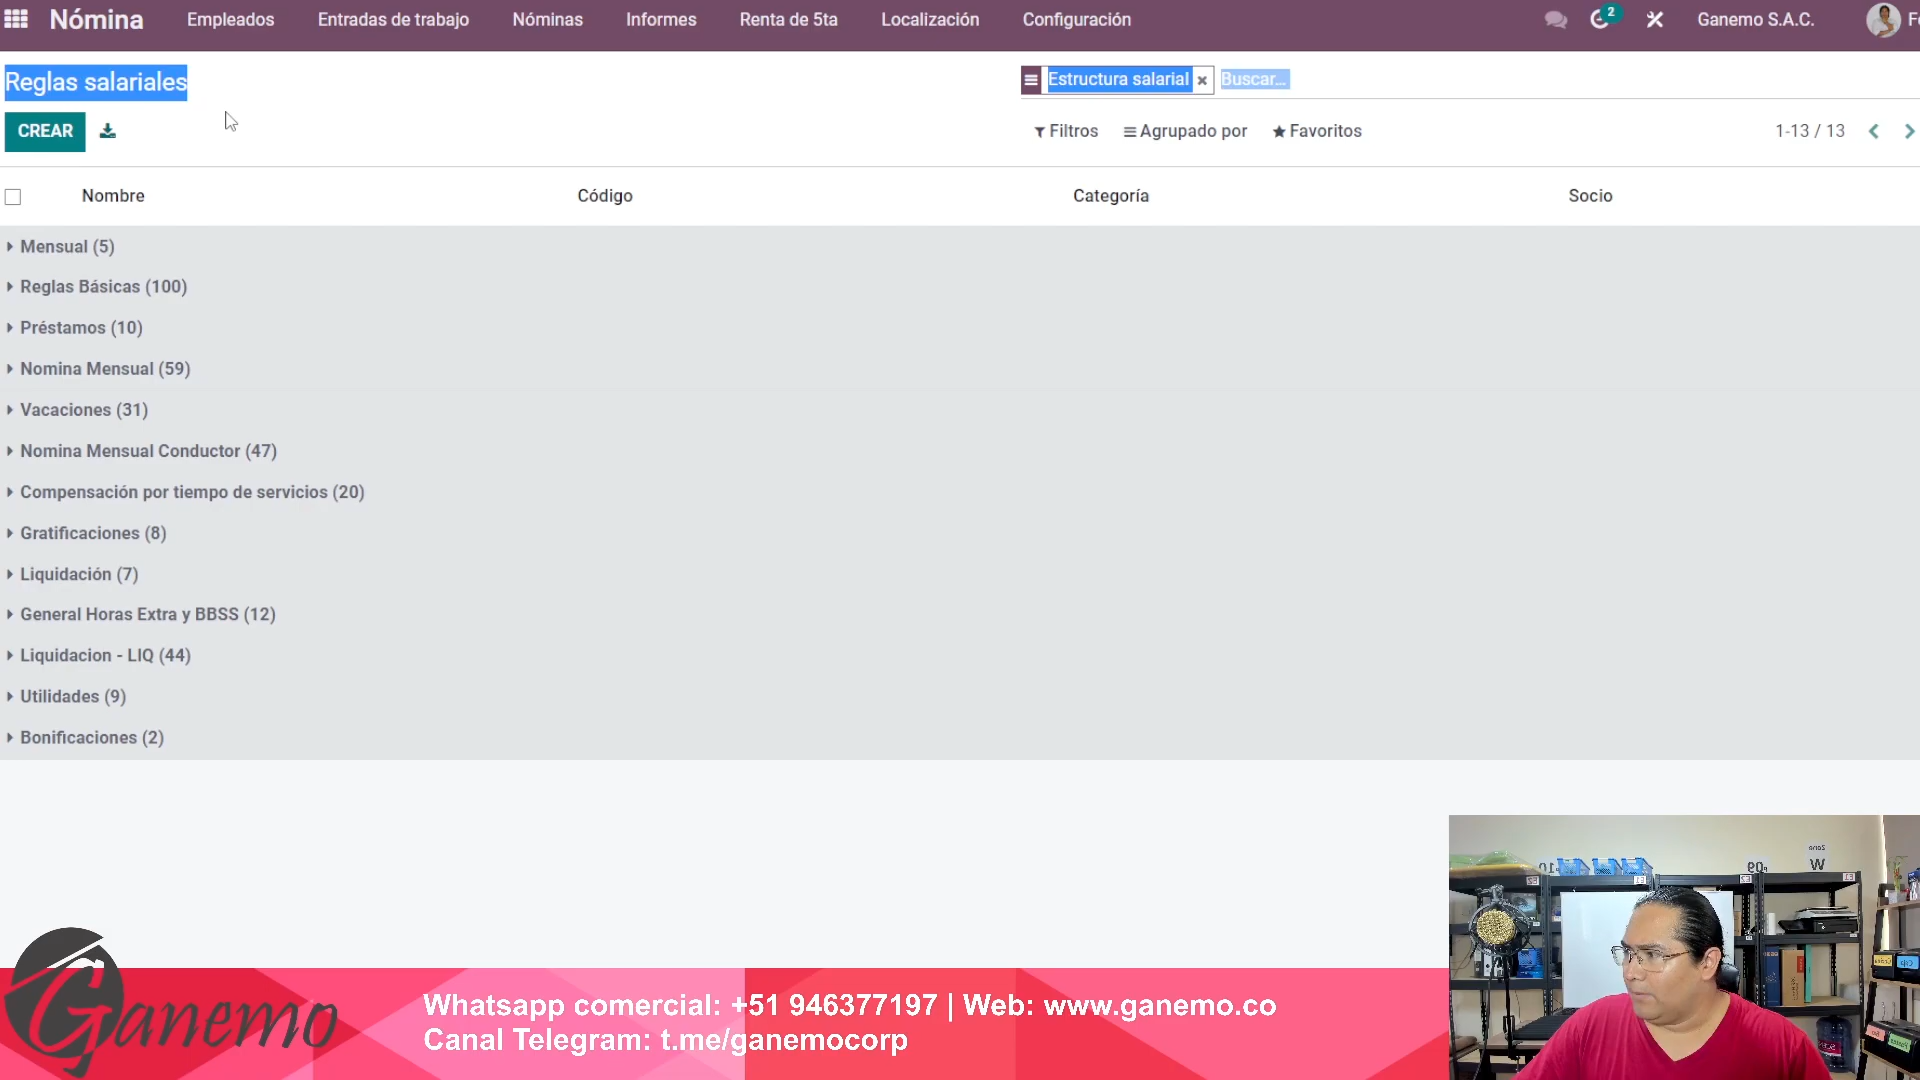 Nómina Empleados Entradas de trabajo Nóminas Informes Renta de 5ta Localización Configuración 2 Ganemo S.A.C.
Reglas salariales Estructura salarial × Buscar...
CREAR Filtros Agrupado por Favoritos 1-13 / 13
Nombre Código Categoría Socio
Mensual (5)
Reglas Básicas (100)
Préstamos (10)
Nomina Mensual (59)
Vacaciones (31)
Nomina Mensual Conductor (47)
Compensación por tiempo de servicios (20)
Gratificaciones (8)
Liquidación (7)
General Horas Extra y BBSS (12)
Liquidacion - LIQ (44)
Utilidades (9)
Bonificaciones (2)
Zona
W
09
10
Ganemo
Whatsapp comercial: +51 946377197 | Web: www.ganemo.co
Canal Telegram: t.me/ganemocorp